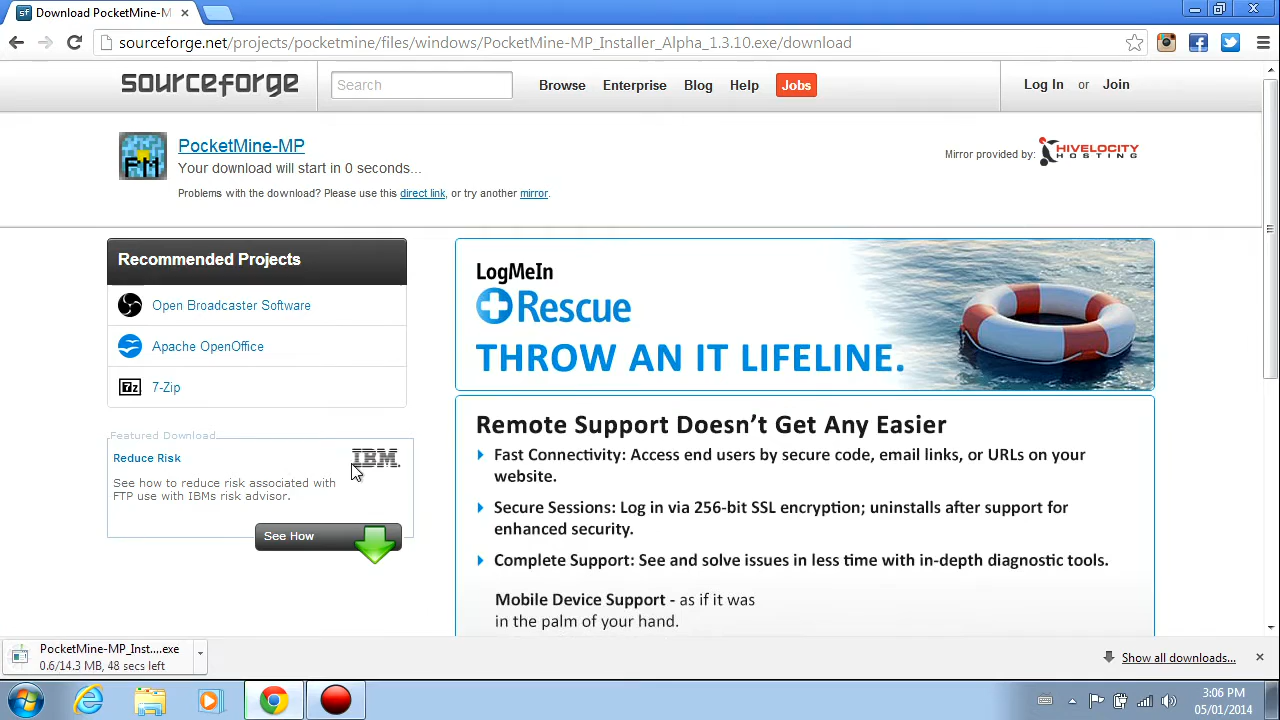 Download PocketMine-M
sourceforge.net/projects/pocketmine/files/windows/PocketMine-MP_Installer_Alpha_1.3.10.exe/download
sourceforge
Search
Browse
Enterprise
Blog
Help
Jobs
Log In or Join
PocketMine-MP
Your download will start in 0 seconds...
Problems with the download? Please use this direct link, or try another mirror.
Mirror provided by:
HIVELOCITY
HOSTING
Recommended Projects
Open Broadcaster Software
Apache OpenOffice
7-Zip
Featured Download
Reduce Risk
IBM.
See how to reduce risk associated with
FTP use with IBMs risk advisor.
See How
LogMeIn
Rescue
THROW AN IT LIFELINE.
Remote Support Doesn't Get Any Easier
Fast Connectivity: Access end users by secure code, email links, or URLs on your
website.
Secure Sessions: Log in via 256-bit SSL encryption; uninstalls after support for
enhanced security.
Complete Support: See and solve issues in less time with in-depth diagnostic tools.
Mobile Device Support - as if it was
in the palm of your hand.
PocketMine-MP_Inst....exe
0.6/14.3 MB, 48 secs left
Show all downloads...
3:06 PM
05/01/2014